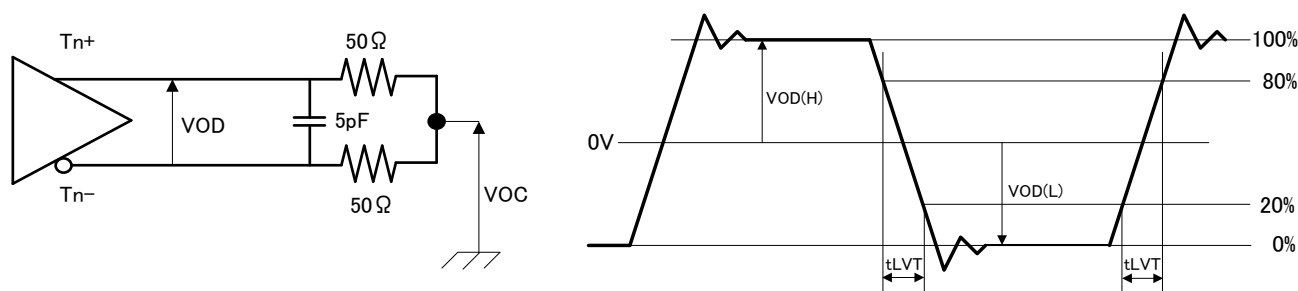 Tn+
50Ω
VOD
5pF
Tn-
50Ω
VOC
100%
80%
VOD(H)
0V
VOD(L)
20%
0%
tLVT
tLVT